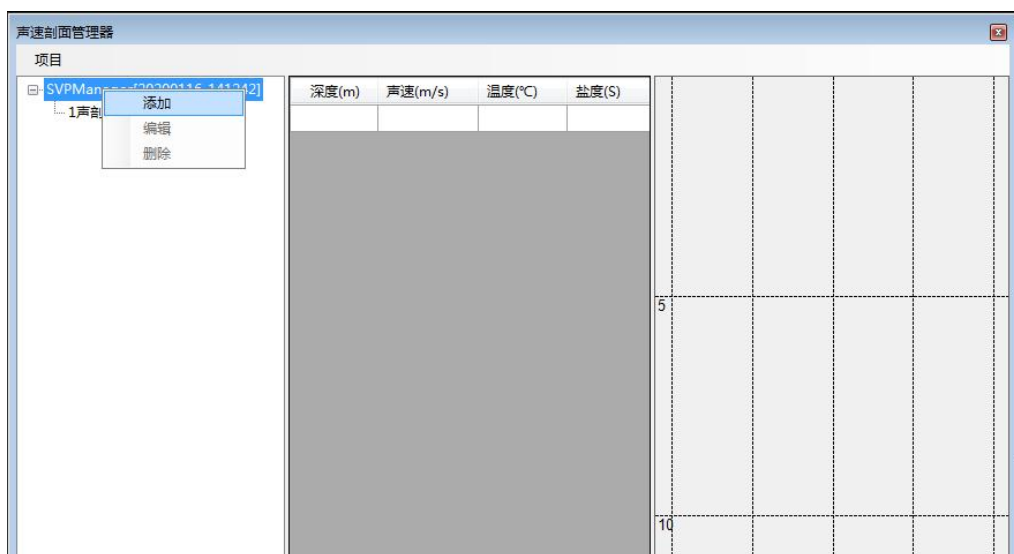 声速剖面管理器
项目
SVPManager[20200116-141242]
1声剖
添加
编辑
删除
深度(m) 声速(m/s) 温度(℃) 盐度(S)
5
10